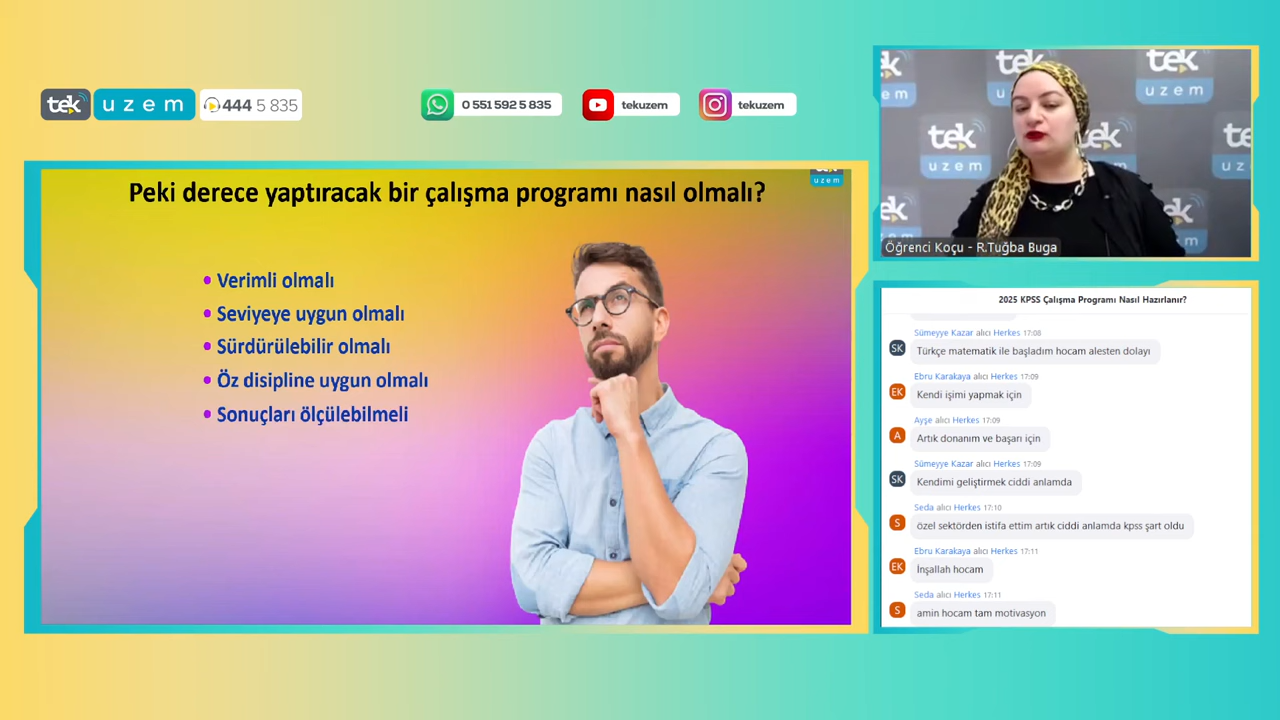 tek uzem 444 5 835
0 551 592 5 835
tekuzem
tekuzem
uzem
Peki derece yaptıracak bir çalışma programı nasıl olmalı?
• Verimli olmalı
• Seviyeye uygun olmalı
• Sürdürülebilir olmalı
• Öz disipline uygun olmalı
• Sonuçları ölçülebilmeli
tek
uzem
tek
uzem
tek
uzem
Öğrenci Koçu - R.Tuğba Buga
2025 KPSS Çalışma Programı Nasıl Hazırlanır?
Sümeyye Kazar alıcı Herkes 17:08
SK
Türkçe matematik ile başladım hocam alesten dolayı
Ebru Karakaya alıcı Herkes 17:09
EK
Kendi işimi yapmak için
Ayşe alıcı Herkes 17:09
A
Artık donanım ve başarı için
Sümeyye Kazar alıcı Herkes 17:09
SK
Kendimi geliştirmek ciddi anlamda
Seda alıcı Herkes 17:10
S
özel sektörden istifa ettim artık ciddi anlamda kpss şart oldu
Ebru Karakaya alıcı Herkes 17:11
EK
İnşallah hocam
Seda alıcı Herkes 17:11
S
amin hocam tam motivasyon